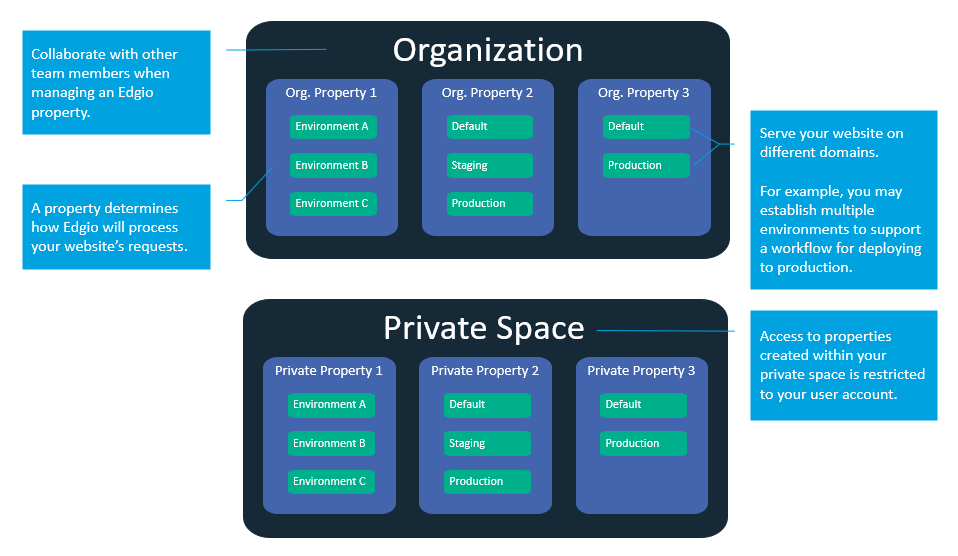 Collaborate with other
team members when
managing an Edgio
property.
A property determines
how Edgio will process
your website's requests.
Organization
Org. Property 1
Environment A
Environment B
Environment C
Org. Property 2
Default
Staging
Production
Org. Property 3
Default
Production
Serve your website on
different domains.
For example, you may
establish multiple
environments to support
a workflow for deploying
to production.
Private Space
Private Property 1
Environment A
Environment B
Environment C
Private Property 2
Default
Staging
Production
Private Property 3
Default
Production
Access to properties
created within your
private space is restricted
to your user account.